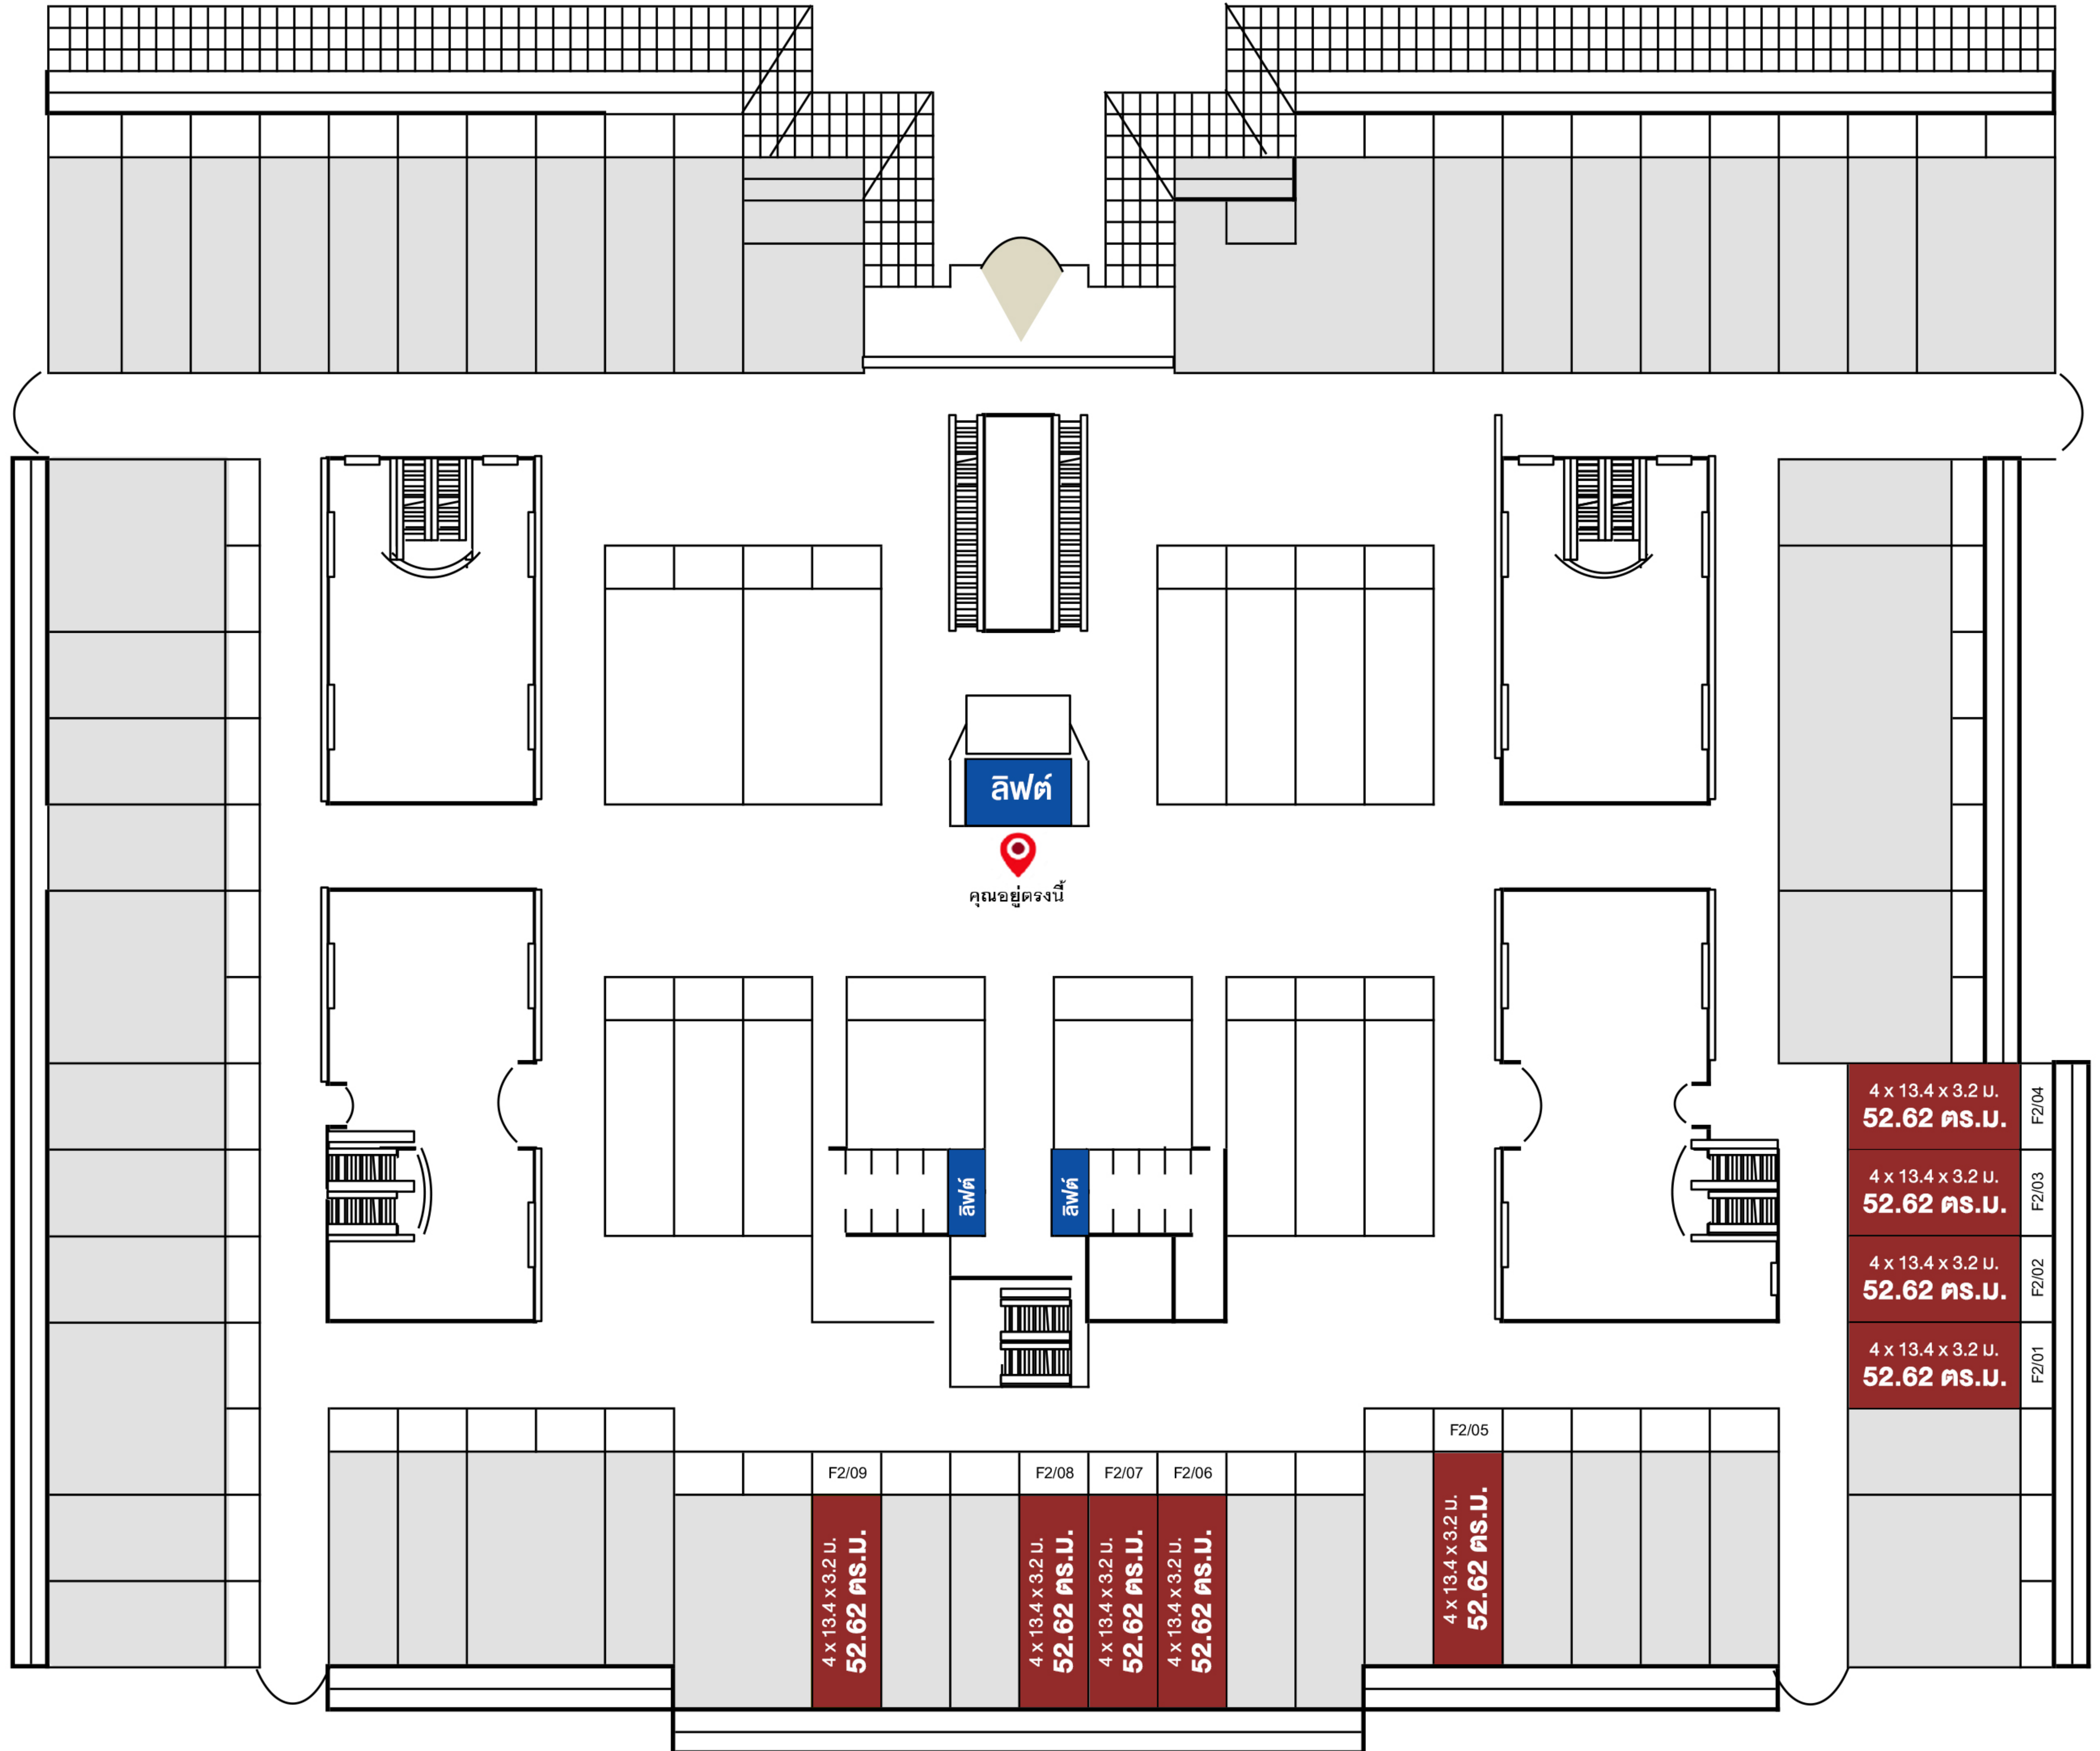 ลิฟต์
คุณอยู่ตรงนี้
4 x 13.4 x 3.2 ม.
52.62 ตร.ม.
F2/04
ลิฟต์
ลิฟต์
4 x 13.4 x 3.2 ม.
52.62 ตร.ม.
F2/03
4 x 13.4 x 3.2 ม.
52.62 ตร.ม.
F2/02
4 x 13.4 x 3.2 ม.
52.62 ตร.ม.
F2/01
F2/05
4 x 13.4 x 3.2 ม.
52.62 ตร.ม.
F2/09
4 x 13.4 x 3.2 ม.
52.62 ตร.ม.
F2/08
4 x 13.4 x 3.2 ม.
52.62 ตร.ม.
F2/07
4 x 13.4 x 3.2 ม.
52.62 ตร.ม.
F2/06
4 x 13.4 x 3.2 ม.
52.62 ตร.ม.